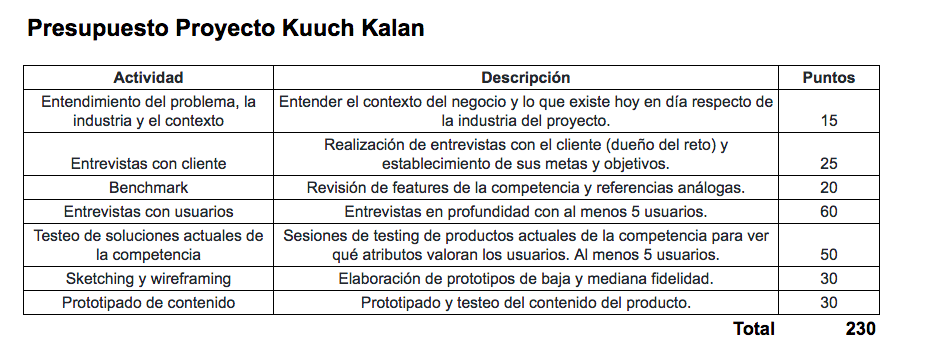 Presupuesto Proyecto Kuuch Kalan
Actividad Descripción Puntos
Entendimiento del problema, la
industria y el contexto
Entender el contexto del negocio y lo que existe hoy en día respecto de
la industria del proyecto.
15
Entrevistas con cliente
Realización de entrevistas con el cliente (dueño del reto) y
establecimiento de sus metas y objetivos.
25
Benchmark Revisión de features de la competencia y referencias análogas. 20
Entrevistas con usuarios Entrevistas en profundidad con al menos 5 usuarios. 60
Testeo de soluciones actuales de
la competencia
Sesiones de testing de productos actuales de la competencia para ver
qué atributos valoran los usuarios. Al menos 5 usuarios.
50
Sketching y wireframing Elaboración de prototipos de baja y mediana fidelidad. 30
Prototipado de contenido Prototipado y testeo del contenido del producto. 30
Total 230